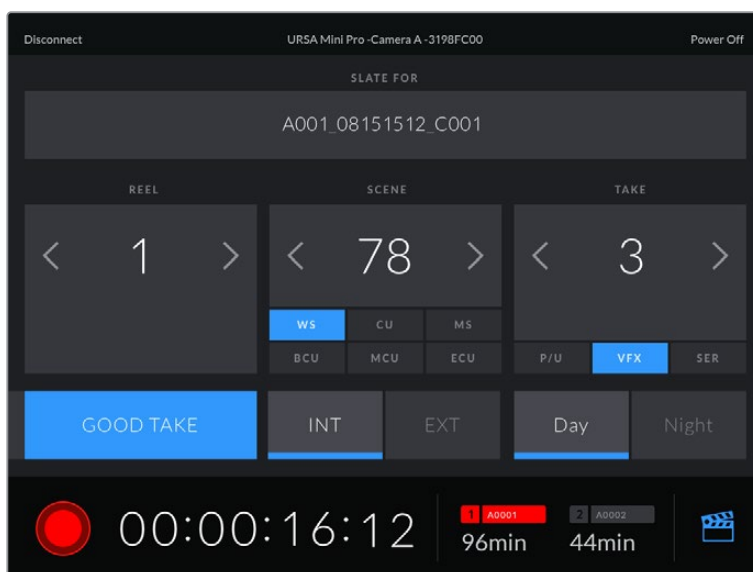 Disconnect URSA Mini Pro -Camera A -3198FC00 Power Off
SLATE FOR
A001_08151512_C001
REEL SCENE TAKE
1 78 3
WS CU MS
BCU MCU ECU P/U VFX SER
GOOD TAKE INT EXT Day Night
00:00:16:12 1 A0001 2 A0002
96min 44min